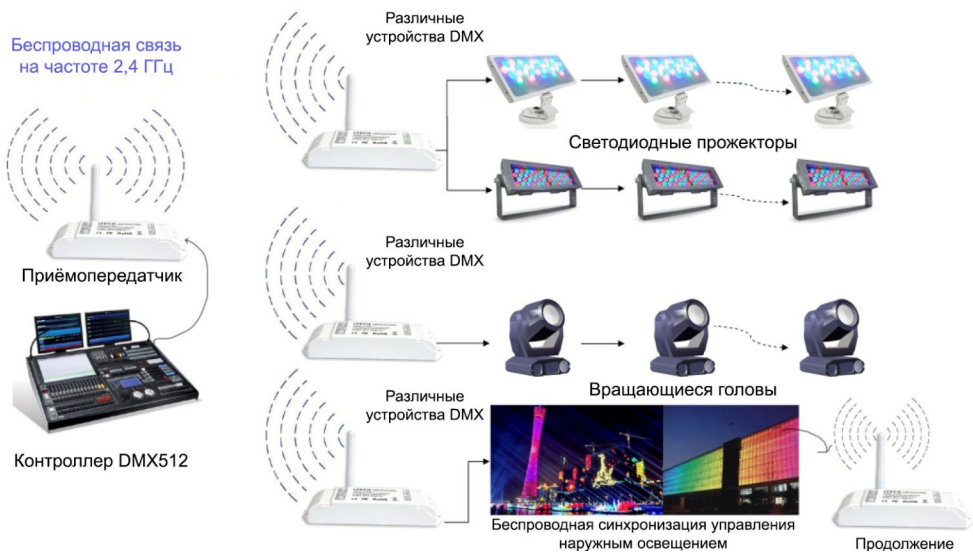 Беспроводная связь
на частоте 2,4 ГГц
Приёмопередатчик
Контроллер DMX512
Различные
устройства DMX
Светодиодные прожекторы
Различные
устройства DMX
Вращающиеся головы
Различные
устройства DMX
Беспроводная синхронизация управления
наружным освещением
Продолжение